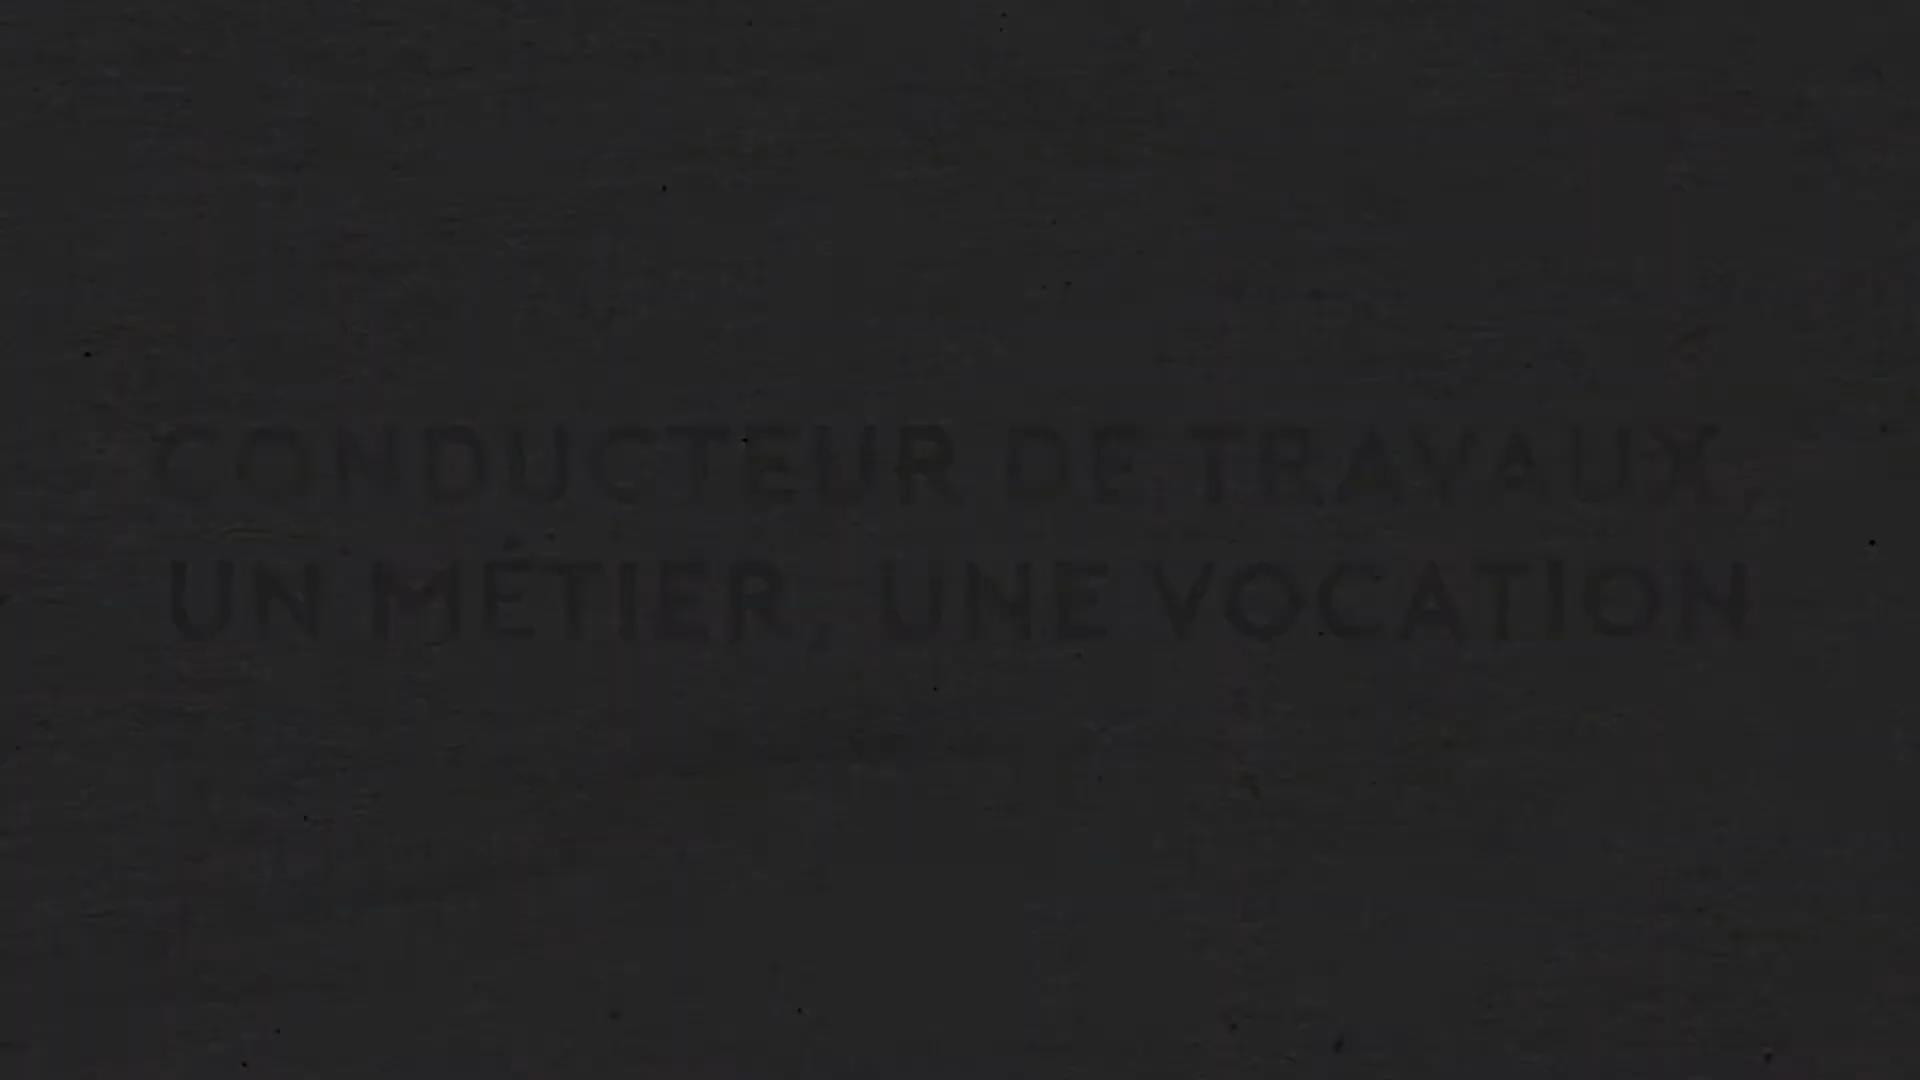 CONDUCTEUR DE TRAVAUX,
UN MÉTIER, UNE VOCATION